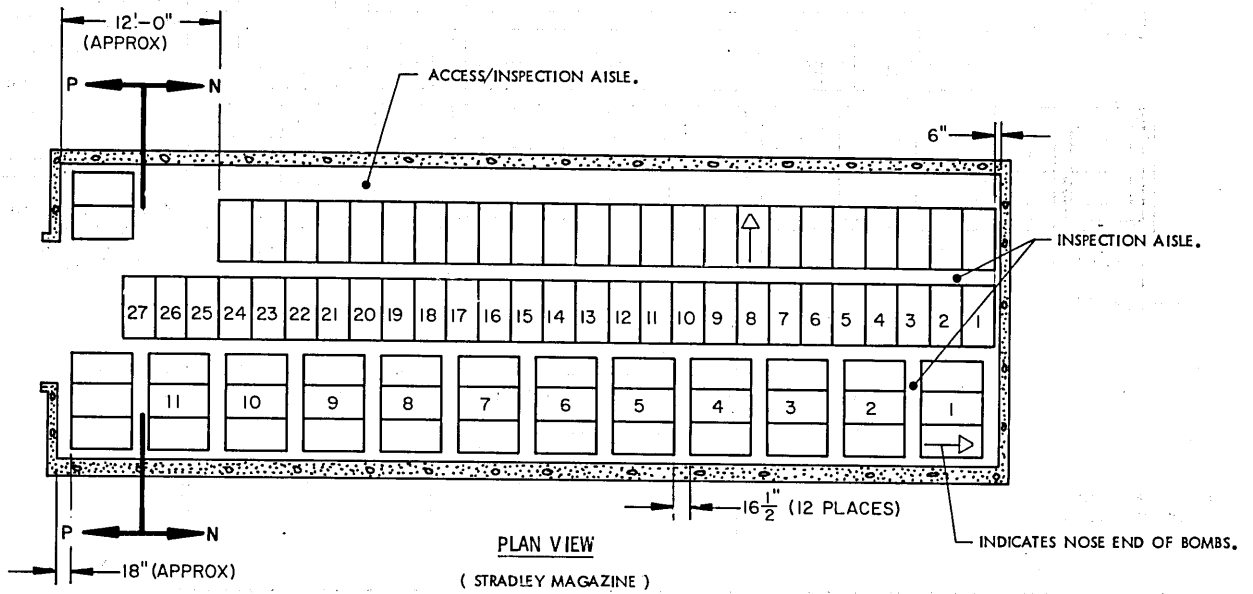 12'-0"
(APPROX)
P N
ACCESS/INSPECTION AISLE.
6"
INSPECTION AISLE.
27 26 25 24 23 22 21 20 19 18 17 16 15 14 13 12 11 10 9 8 7 6 5 4 3 2 1
11 10 9 8 7 6 5 4 3 2 1
16 1/2" (12 PLACES)
P N
PLAN VIEW
INDICATES NOSE END OF BOMBS.
18" (APPROX)
( STRADLEY MAGAZINE )